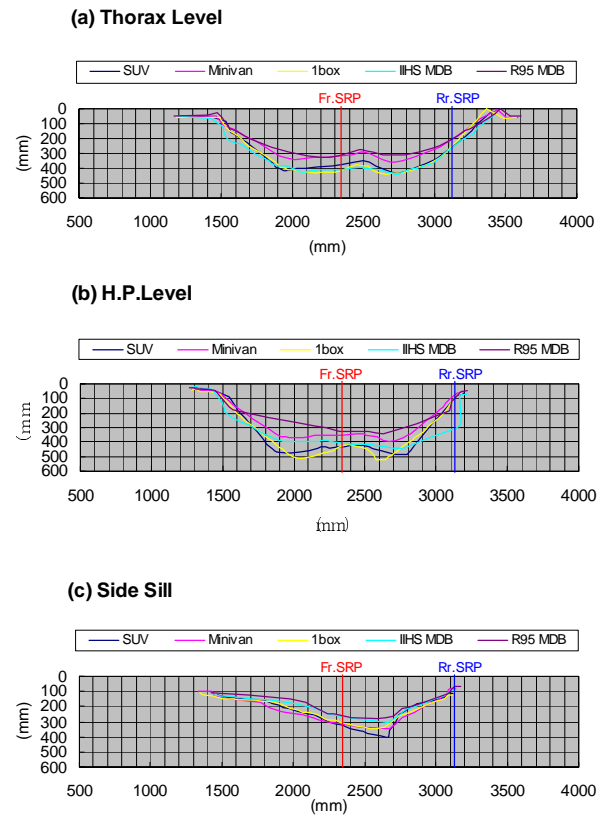 (a) Thorax Level
SUV Minivan 1box IIHS MDB R95 MDB
Fr.SRP Rr.SRP
0
100
200
300
400
500
600
(mm)
500 1000 1500 2000 2500 3000 3500 4000
(mm)
(b) H.P.Level
SUV Minivan 1box IIHS MDB R95 MDB
Fr.SRP Rr.SRP
0
100
200
300
400
500
600
(mm)
500 1000 1500 2000 2500 3000 3500 4000
(mm)
(c) Side Sill
SUV Minivan 1box IIHS MDB R95 MDB
Fr.SRP Rr.SRP
0
100
200
300
400
500
600
(mm)
500 1000 1500 2000 2500 3000 3500 4000
(mm)